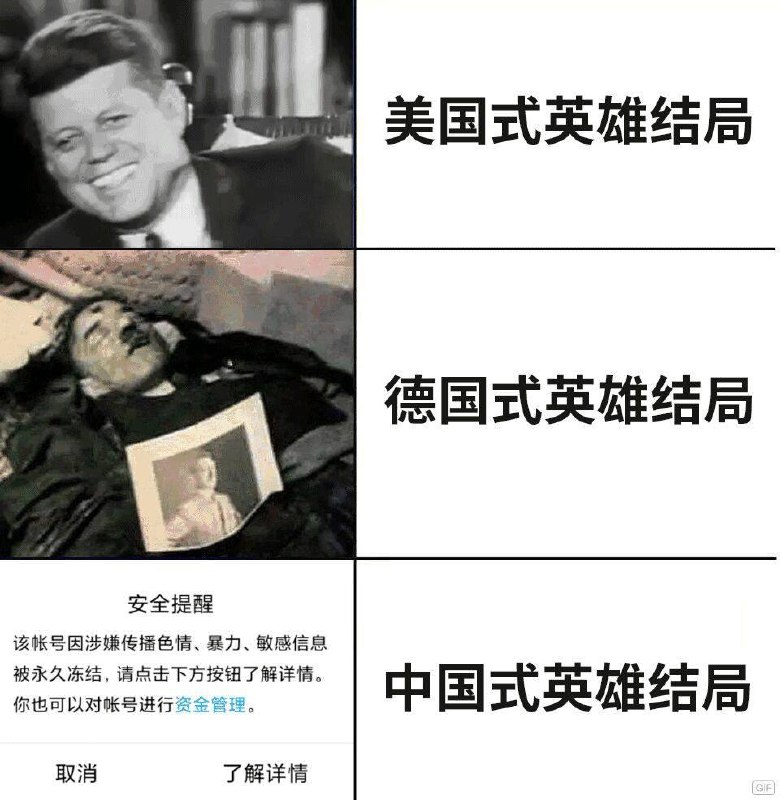 美国式英雄结局
德国式英雄结局
安全提醒
该帐号因涉嫌传播色情、暴力、敏感信息
被永久冻结，请点击下方按钮了解详情。
你也可以对帐号进行资金管理。
取消
了解详情
中国式英雄结局
GIF